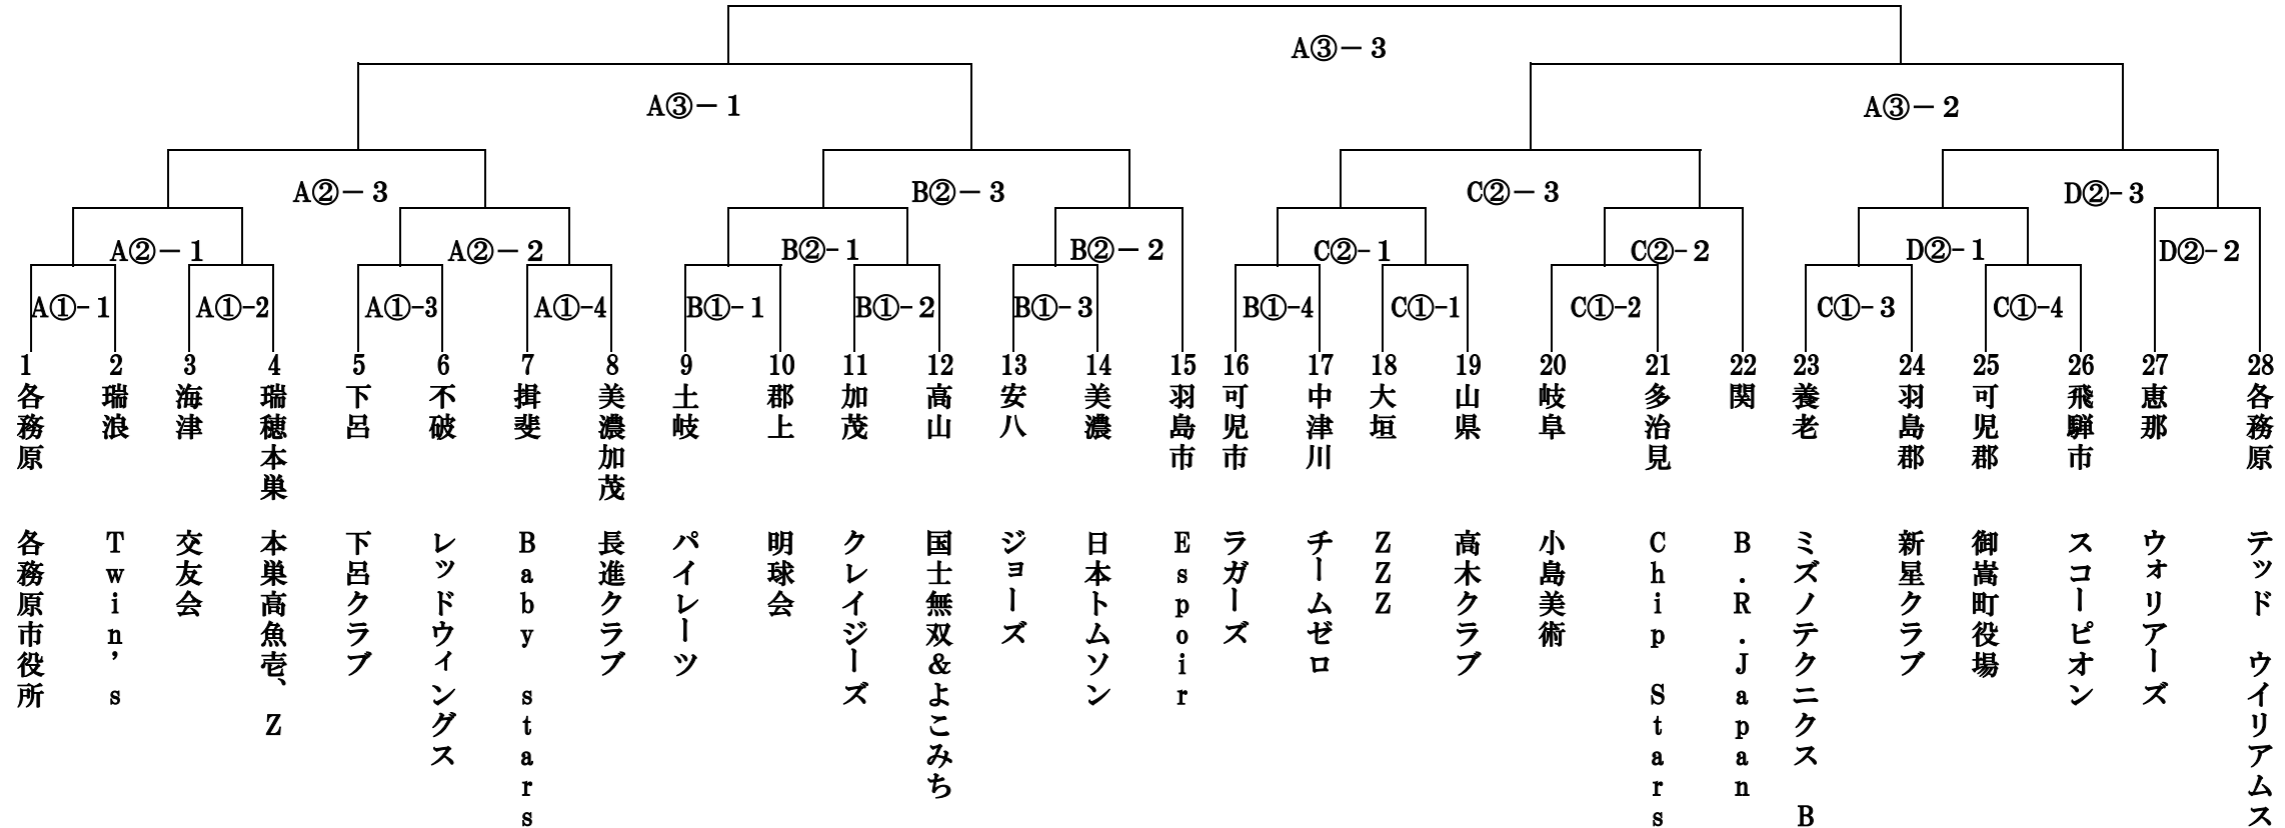 A③－3
A③－1
A③－2
A②－3
B②－3
C②－3
D②-3
A②－1
A②－2
B②-1
B②－2
C②-1
C②-2
D②-1
D②-2
A①-1
A①-2
A①-3
A①-4
B①-1
B①-2
B①-3
B①-4
C①-1
C①-2
C①-3
C①-4
1 各務原 各務原市役所
2 瑞浪 Twin's
3 海津 交友会
4 瑞穂本巣 本巣高魚壱、Z
5 下呂 下呂クラブ
6 不破 レッドウィングス
7 揖斐 Baby stars
8 美濃加茂 長進クラブ
9 土岐 パイレーツ
10 郡上 明球会
11 加茂 クレイジーズ
12 高山 国士無双&よこみち
13 安八 ジョーズ
14 美濃 日本トムソン
15 羽島市 Espoir
16 可児市 ラガーズ
17 中津川 チームゼロ
18 大垣 ZZZ
19 山県 高木クラブ
20 岐阜 小島美術
21 多治見 Chip Stars
22 関 B.R.Japan
23 養老 ミズノテクニクス B
24 羽島郡 新星クラブ
25 可児郡 御嵩町役場
26 飛騨市 スコーピオン
27 恵那 ウォリアーズ
28 各務原 テッド ウイリアムス